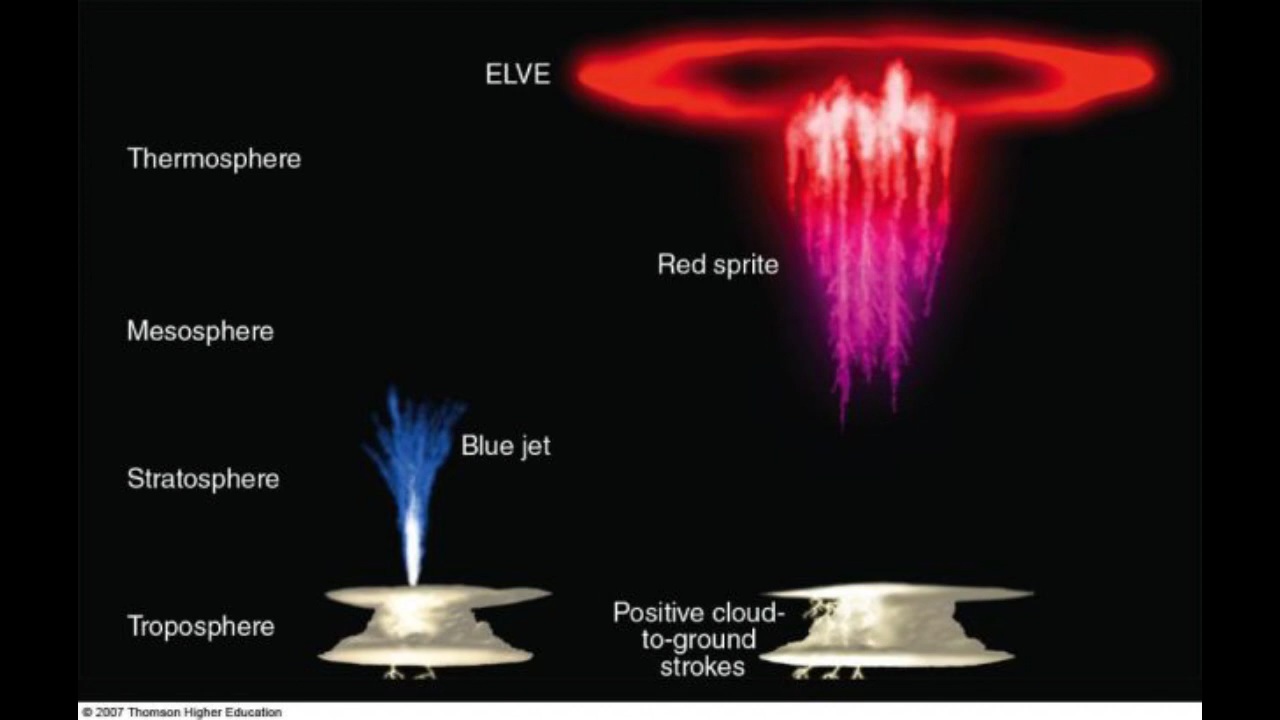 ELVE
Thermosphere
Red sprite
Mesosphere
Blue jet
Stratosphere
Positive cloud-
to-ground
strokes
Troposphere
© 2007 Thomson Higher Education